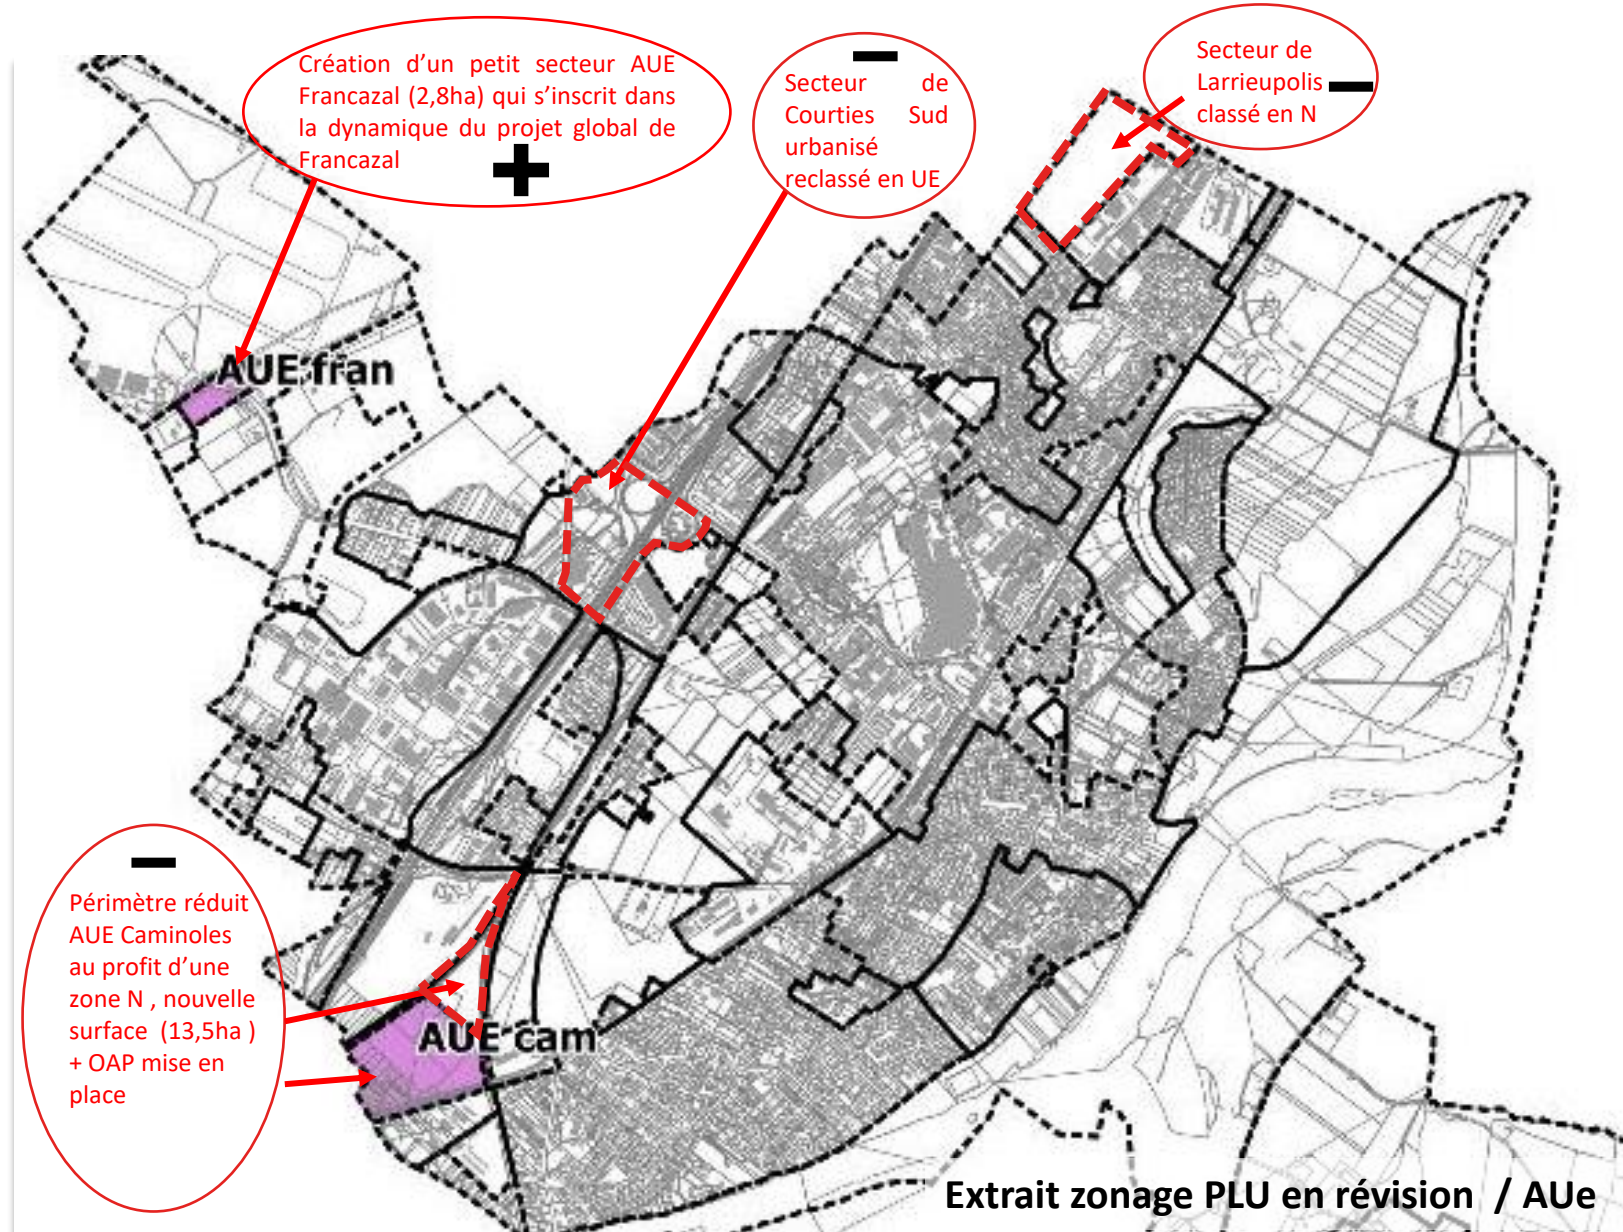 Création d'un petit secteur AUE
Francazal (2,8ha) qui s'inscrit dans
la dynamique du projet global de
Francazal
+
–
Secteur de
Courties Sud
urbanisé
reclassé en UE
Secteur de
Larrieupolis –
classé en N
AUE fran
–
Périmètre réduit
AUE Caminoles
au profit d'une
zone N , nouvelle
surface (13,5ha )
+ OAP mise en
place
AUE cam
Extrait zonage PLU en révision / AUe